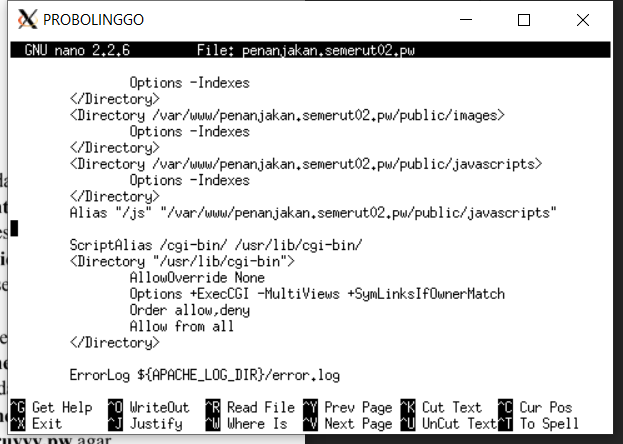 PROBOLINGGO
GNU nano 2.2.6 File: penanjakan.semerut02.pw
Options -Indexes
</Directory>
<Directory /var/www/penanjakan.semerut02.pw/public/images>
Options -Indexes
</Directory>
<Directory /var/www/penanjakan.semerut02.pw/public/javascripts>
Options -Indexes
</Directory>
Alias "/js" "/var/www/penanjakan.semerut02.pw/public/javascripts"
ScriptAlias /cgi-bin/ /usr/lib/cgi-bin/
<Directory "/usr/lib/cgi-bin">
AllowOverride None
Options +ExecCGI -MultiViews +SymLinksIfOwnerMatch
Order allow,deny
Allow from all
</Directory>
ErrorLog ${APACHE_LOG_DIR}/error.log
^G Get Help ^O WriteOut ^R Read File ^Y Prev Page ^K Cut Text ^C Cur Pos
^X Exit ^J Justify ^W Where Is ^V Next Page ^U UnCut Text ^T To Spell
agar